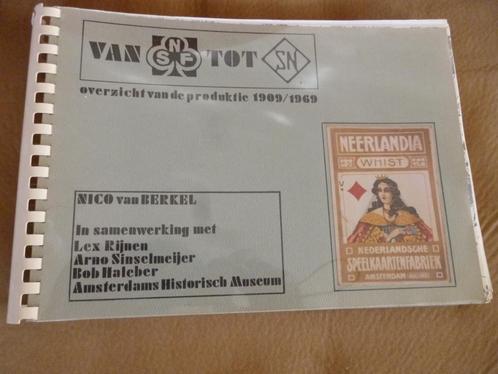 VAN NSF TOT SN
overzicht van de produktie 1909/1969
NEERLANDIA
WHIST
V
NEDERLANDSCHE
SPEELKAARTENFABRIEK
AMSTERDAM
NICO van BERKEL
In samenwerking met
Lex Rijnen
Arno Sinselmeijer
Bob Haleber
Amsterdams Historisch Museum